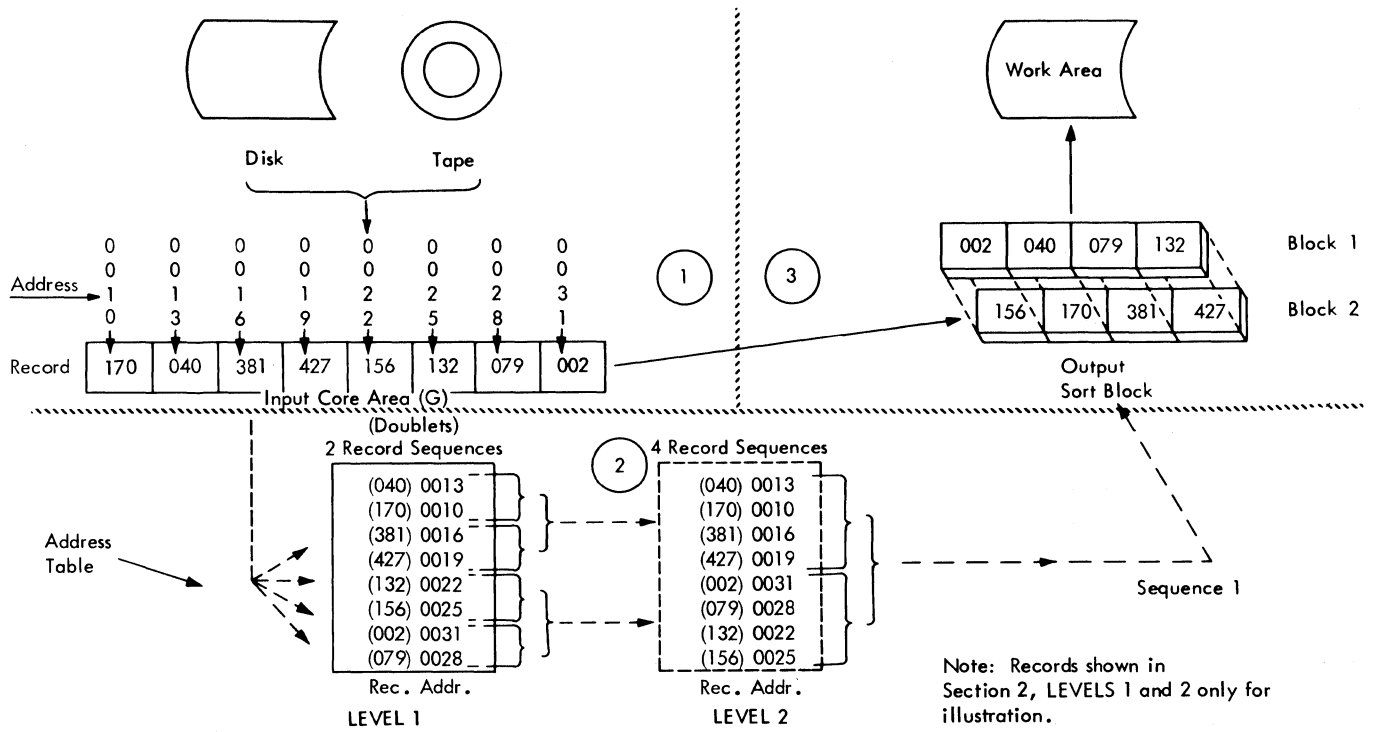 Work Area
Disk Tape
0 0 0 0 0 0 0 0
0 0 0 0 0 0 0 0
Address 1 1 1 1 2 2 2 3
0 3 6 9 2 5 8 1
Record 170 040 381 427 156 132 079 002
Input Core Area (G)
1
3
002 040 079 132 Block 1
156 170 381 427 Block 2
Output
Sort Block
(Doublets)
2 Record Sequences
2
4 Record Sequences
Address
Table
(040) 0013
(170) 0010
(381) 0016
(427) 0019
(132) 0022
(156) 0025
(002) 0031
(079) 0028
Rec. Addr.
LEVEL 1
(040) 0013
(170) 0010
(381) 0016
(427) 0019
(002) 0031
(079) 0028
(132) 0022
(156) 0025
Rec. Addr.
LEVEL 2
Sequence 1
Note: Records shown in
Section 2, LEVELS 1 and 2 only for
illustration.